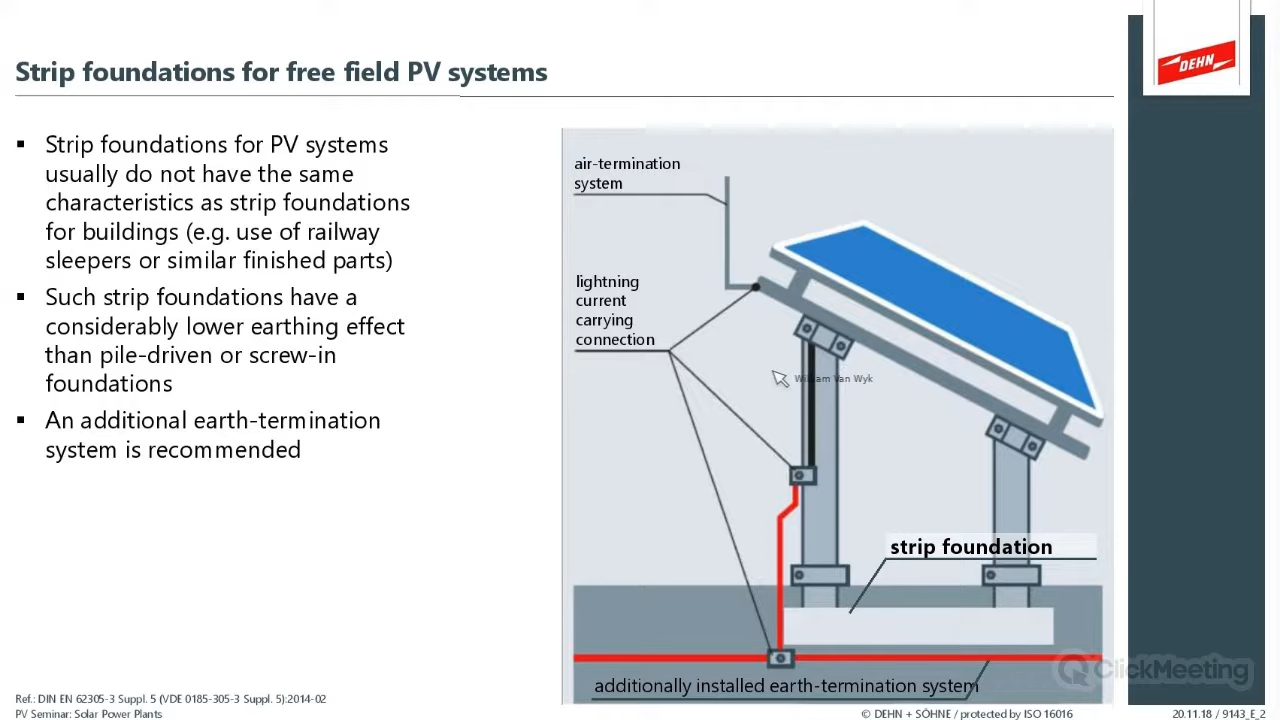 Strip foundations for free field PV systems
DEHN
▪ Strip foundations for PV systems
usually do not have the same
characteristics as strip foundations
for buildings (e.g. use of railway
sleepers or similar finished parts)
▪ Such strip foundations have a
considerably lower earthing effect
than pile-driven or screw-in
foundations
▪ An additional earth-termination
system is recommended
air-termination
system
lightning
current
carrying
connection
William Van Wyk
strip foundation
additionally installed earth-termination system
ClickMeeting
Ref.: DIN EN 62305-3 Suppl. 5 (VDE 0185-305-3 Suppl. 5):2014-02
PV Seminar: Solar Power Plants
© DEHN + SÖHNE / protected by ISO 16016
20.11.18 / 9143_E_2